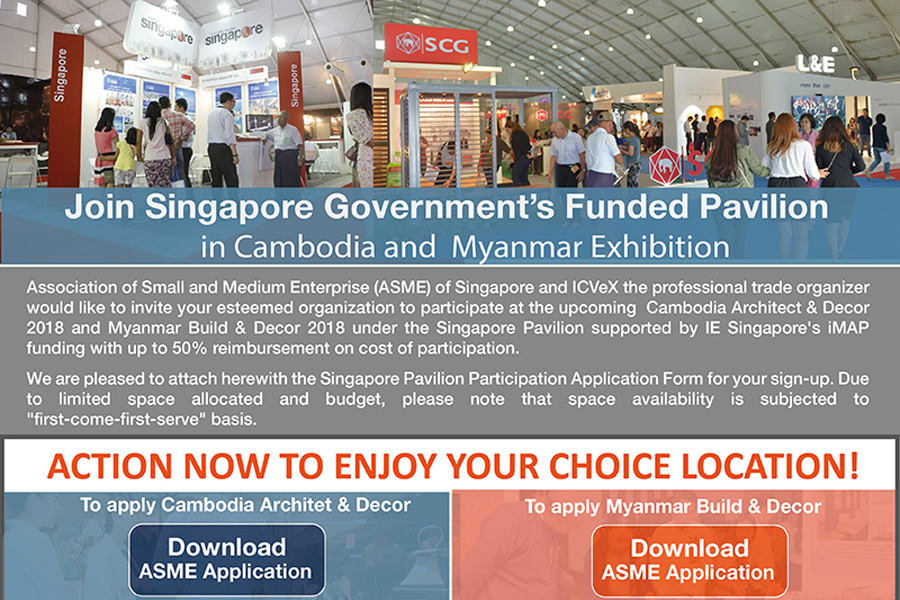 singapore
singapore
Singapore
Singapore
SCG
L&E
Join Singapore Government's Funded Pavilion
in Cambodia and Myanmar Exhibition
Association of Small and Medium Enterprise (ASME) of Singapore and ICVeX the professional trade organizer
would like to invite your esteemed organization to participate at the upcoming Cambodia Architect & Decor
2018 and Myanmar Build & Decor 2018 under the Singapore Pavilion supported by IE Singapore's iMAP
funding with up to 50% reimbursement on cost of participation.
We are pleased to attach herewith the Singapore Pavilion Participation Application Form for your sign-up. Due
to limited space allocated and budget, please note that space availability is subjected to
"first-come-first-serve" basis.
ACTION NOW TO ENJOY YOUR CHOICE LOCATION!
To apply Cambodia Architet & Decor
Download
ASME Application
To apply Myanmar Build & Decor
Download
ASME Application